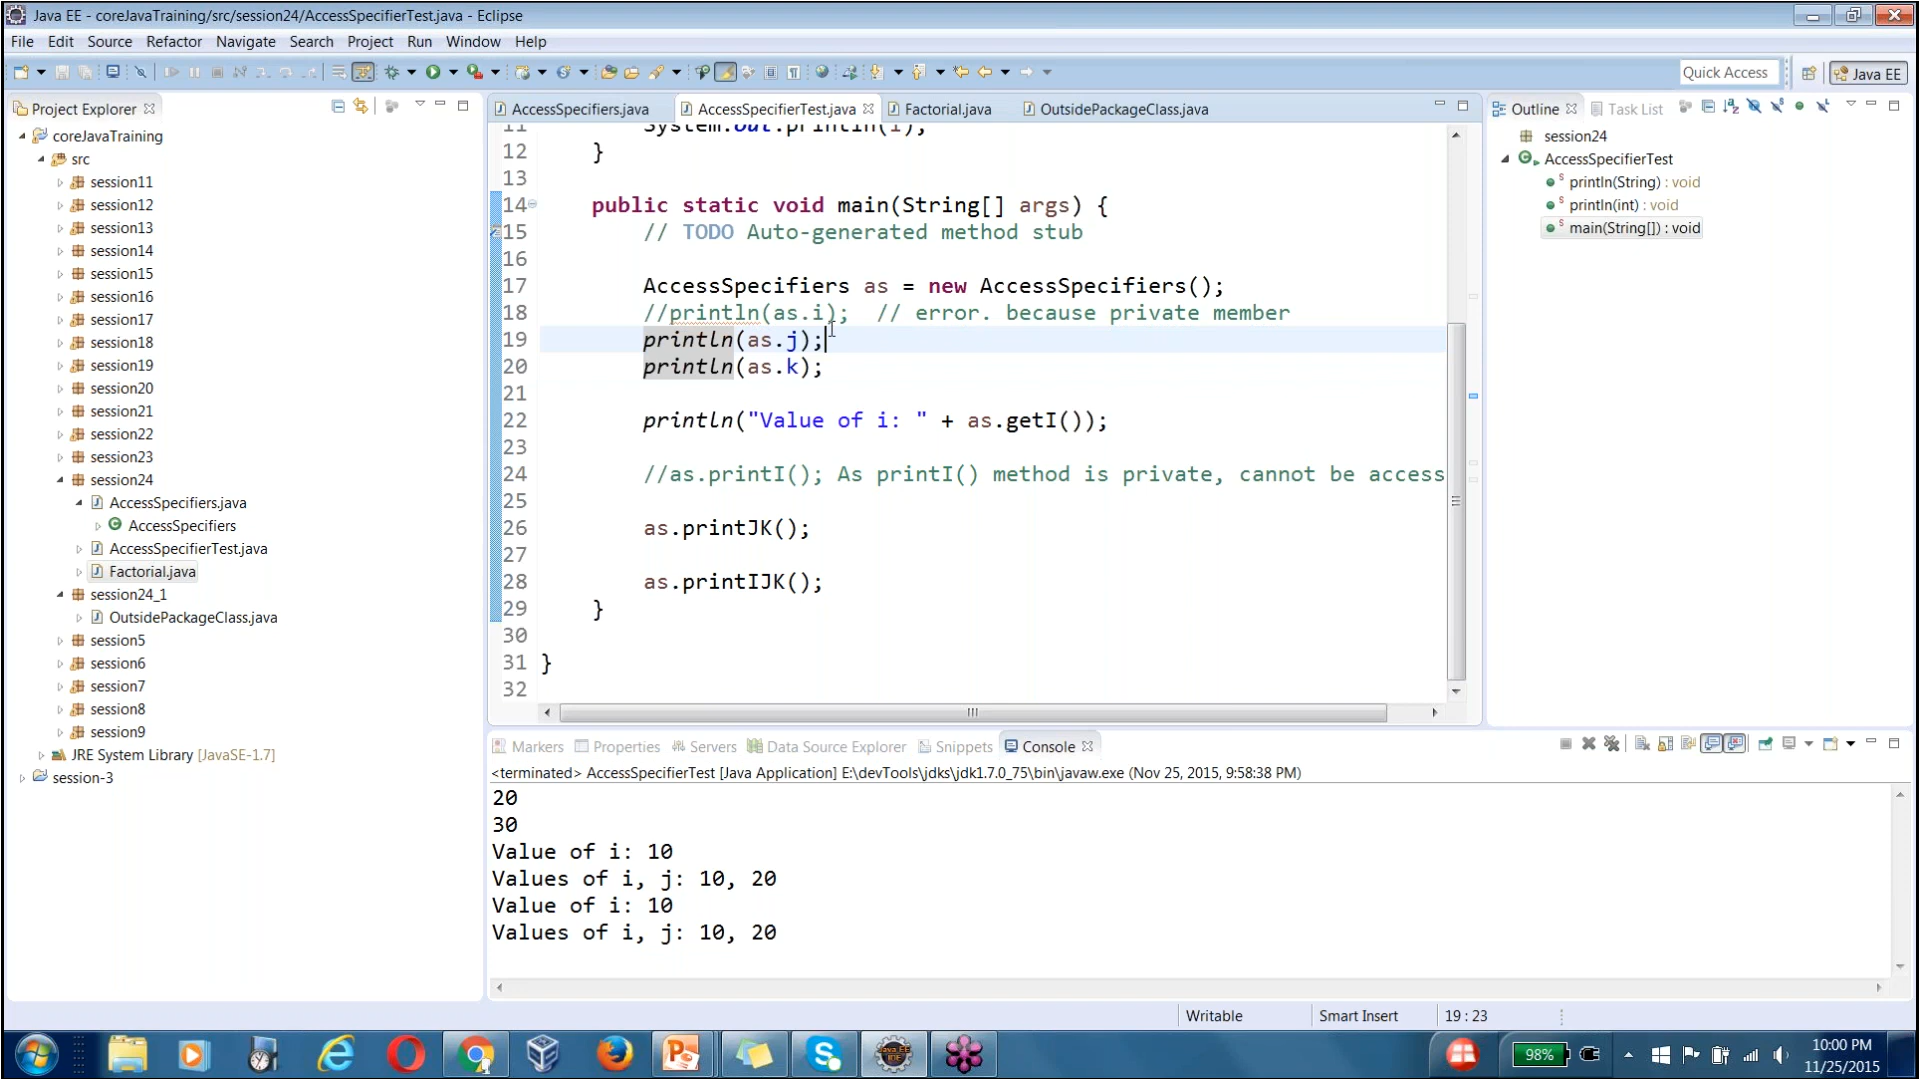 Java EE - coreJavaTraining/src/session24/AccessSpecifierTest.java - Eclipse
File Edit Source Refactor Navigate Search Project Run Window Help
Quick Access
Java EE
Project Explorer
coreJavaTraining
src
session11
session12
session13
session14
session15
session16
session17
session18
session19
session20
session21
session22
session23
session24
AccessSpecifiers.java
AccessSpecifiers
AccessSpecifierTest.java
Factorial.java
session24_1
OutsidePackageClass.java
session5
session6
session7
session8
session9
JRE System Library [JavaSE-1.7]
session-3
AccessSpecifiers.java AccessSpecifierTest.java Factorial.java OutsidePackageClass.java
11 System.out.println(i);
12 }
13
14 public static void main(String[] args) {
15 // TODO Auto-generated method stub
16
17 AccessSpecifiers as = new AccessSpecifiers();
18 //println(as.i); // error. because private member
19 println(as.j);
20 println(as.k);
21
22 println("Value of i: " + as.getI());
23
24 //as.printI(); As printI() method is private, cannot be access
25
26 as.printJK();
27
28 as.printIJK();
29 }
30
31 }
32
Outline Task List
session24
AccessSpecifierTest
println(String) : void
println(int) : void
main(String[]) : void
Markers Properties Servers Data Source Explorer Snippets Console
<terminated> AccessSpecifierTest [Java Application] E:\devTools\jdks\jdk1.7.0_75\bin\javaw.exe (Nov 25, 2015, 9:58:38 PM)
20
30
Value of i: 10
Values of i, j: 10, 20
Value of i: 10
Values of i, j: 10, 20
Writable Smart Insert 19 : 23
98%
10:00 PM
11/25/2015